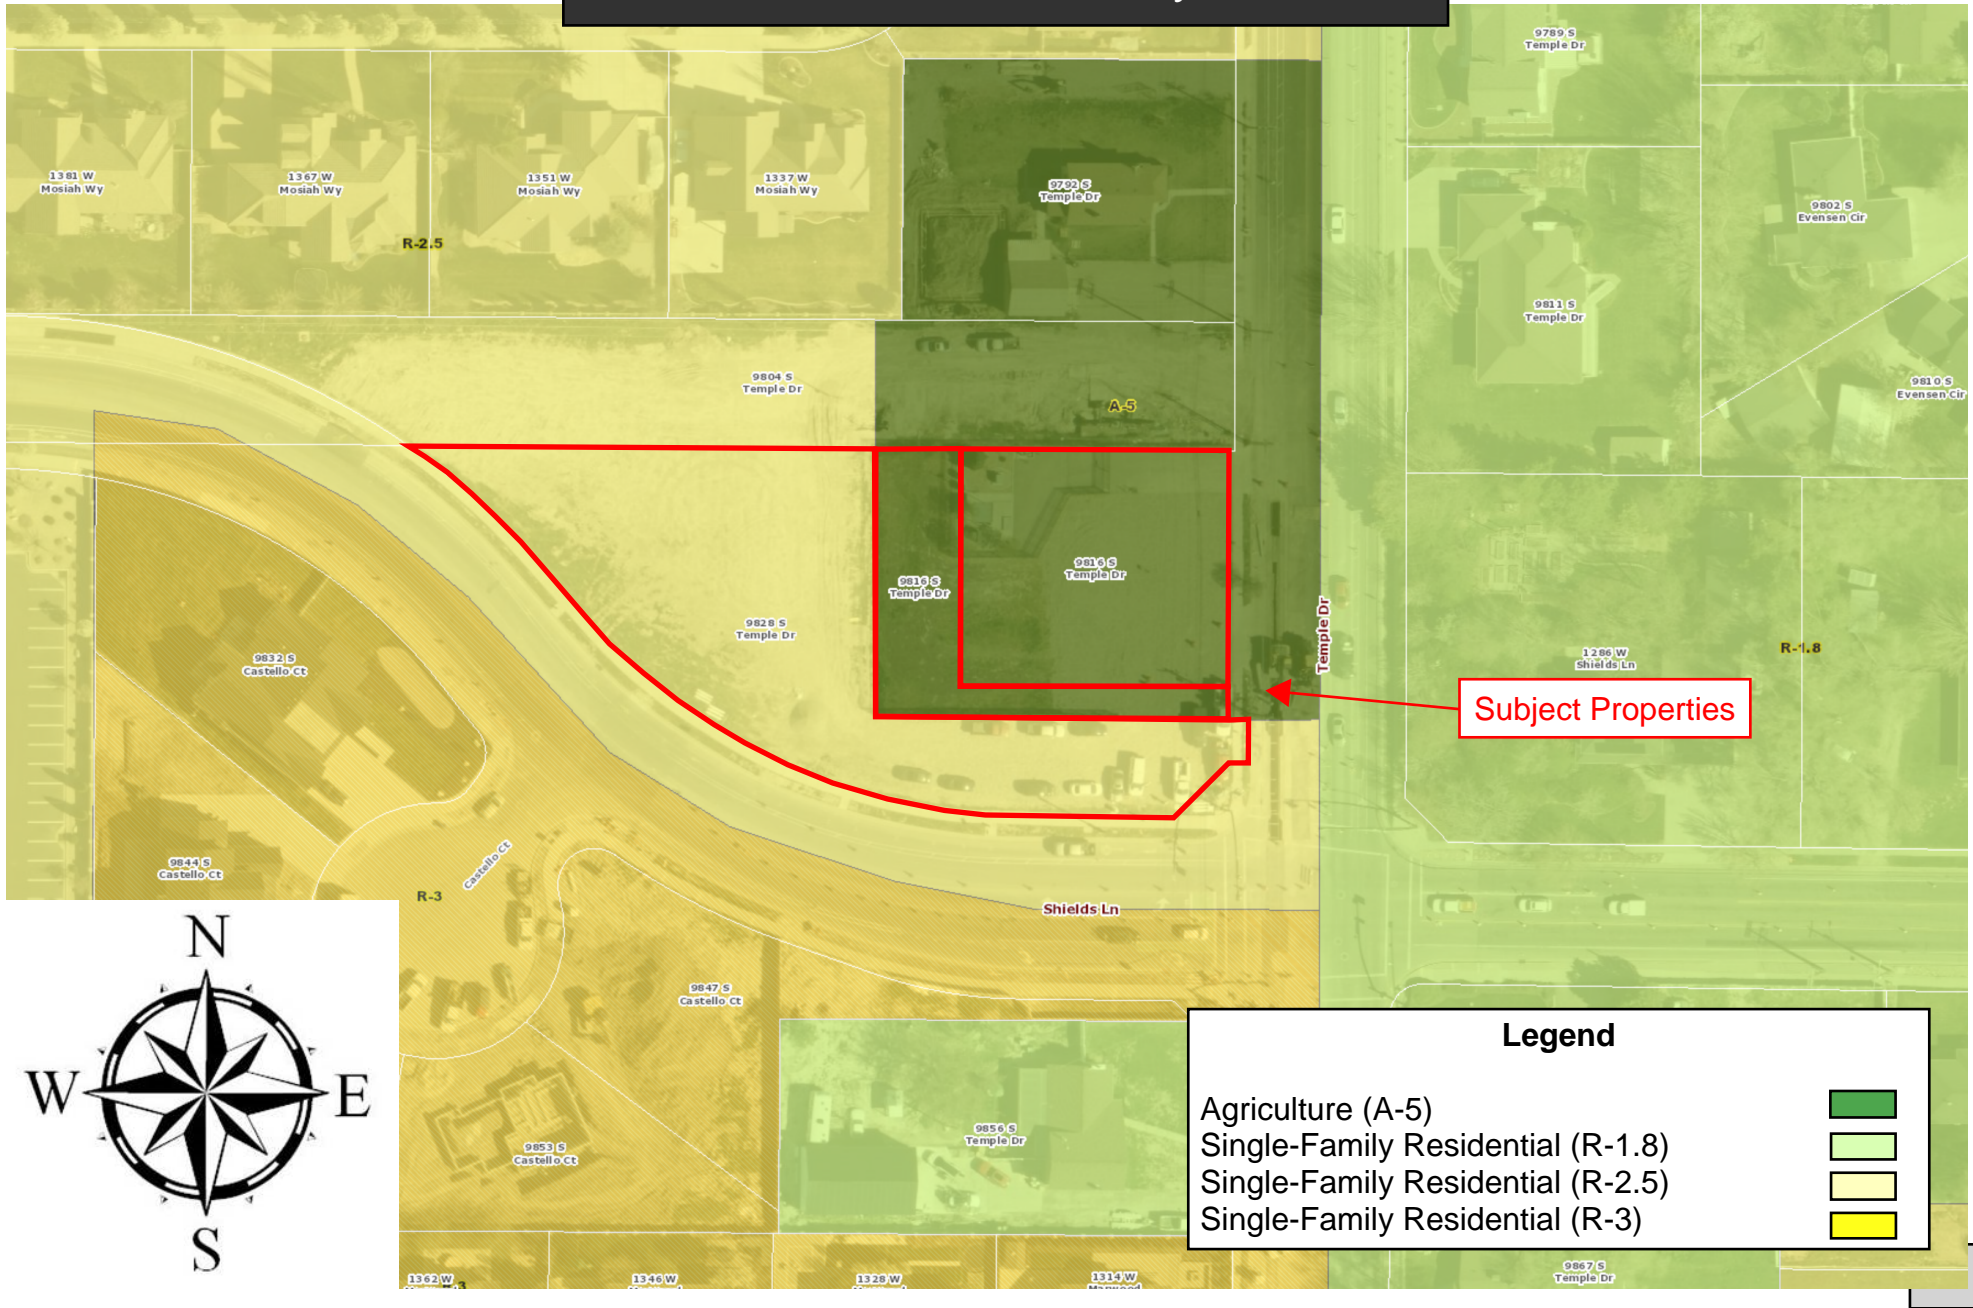 9789 S
Temple Dr
1381 W
Mosiah Wy
1367 W
Mosiah Wy
1351 W
Mosiah Wy
1337 W
Mosiah Wy
9792 S
Temple Dr
9802 S
Evensen Cir
R-2.5
9811 S
Temple Dr
9804 S
Temple Dr
A-5
9810 S
Evensen Cir
9816 S
Temple Dr
9816 S
Temple Dr
9828 S
Temple Dr
Temple Dr
1286 W
Shields Ln
R-1.8
9832 S
Castello Ct
Subject Properties
9844 S
Castello Ct
Castello Ct
R-3
Shields Ln
N
W
E
S
9847 S
Castello Ct
9853 S
Castello Ct
9856 S
Temple Dr
Legend
Agriculture (A-5)
Single-Family Residential (R-1.8)
Single-Family Residential (R-2.5)
Single-Family Residential (R-3)
1362 W
1346 W
1328 W
1314 W
9867 S
Temple Dr